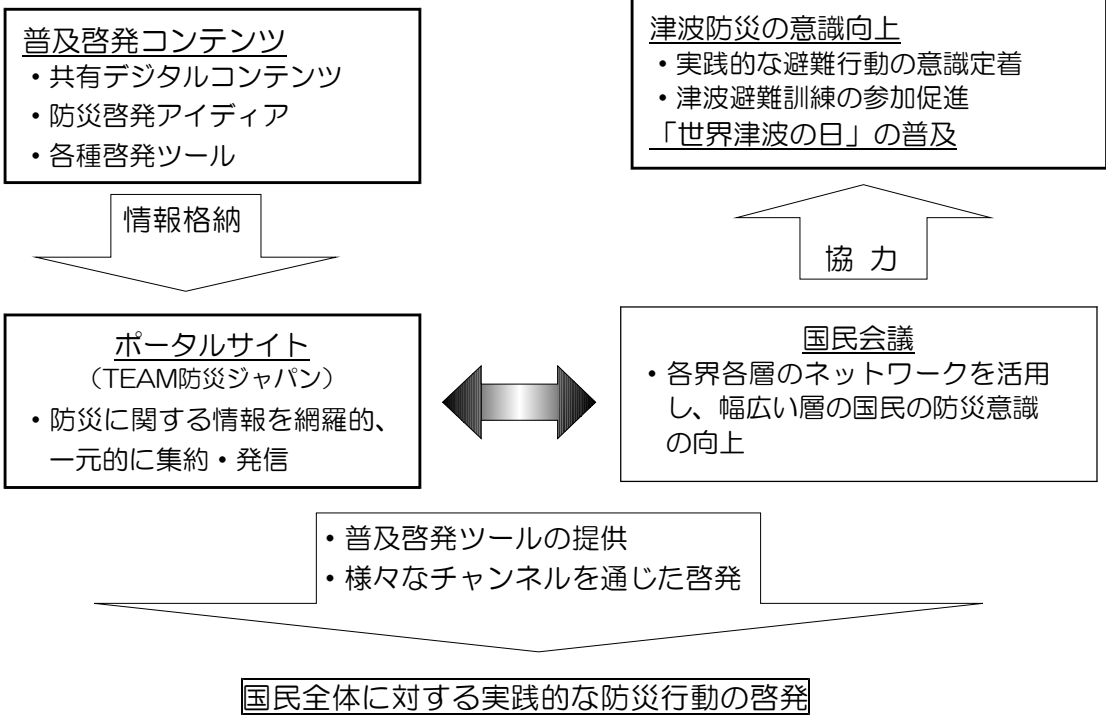 普及啓発コンテンツ
・共有デジタルコンテンツ
・防災啓発アイディア
・各種啓発ツール
情報格納
津波防災の意識向上
・実践的な避難行動の意識定着
・津波避難訓練の参加促進
「世界津波の日」の普及
協 力
ポータルサイト
（TEAM防災ジャパン）
・防災に関する情報を網羅的、
一元的に集約・発信
国民会議
・各界各層のネットワークを活用
し、幅広い層の国民の防災意識
の向上
・普及啓発ツールの提供
・様々なチャンネルを通じた啓発
国民全体に対する実践的な防災行動の啓発